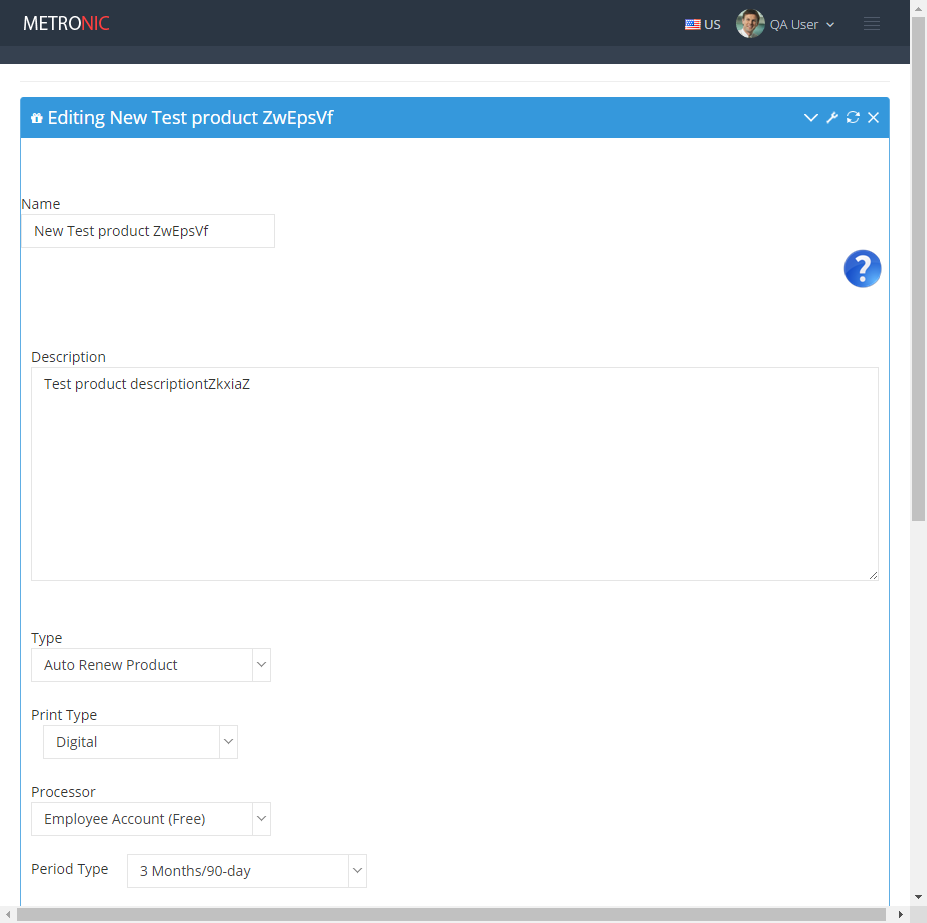 METRONIC
US
QA User
Editing New Test product ZwEpsVf
Name
New Test product ZwEpsVf
?
Description
Test product descriptiontZkxiaZ
Type
Auto Renew Product
Print Type
Digital
Processor
Employee Account (Free)
Period Type
3 Months/90-day